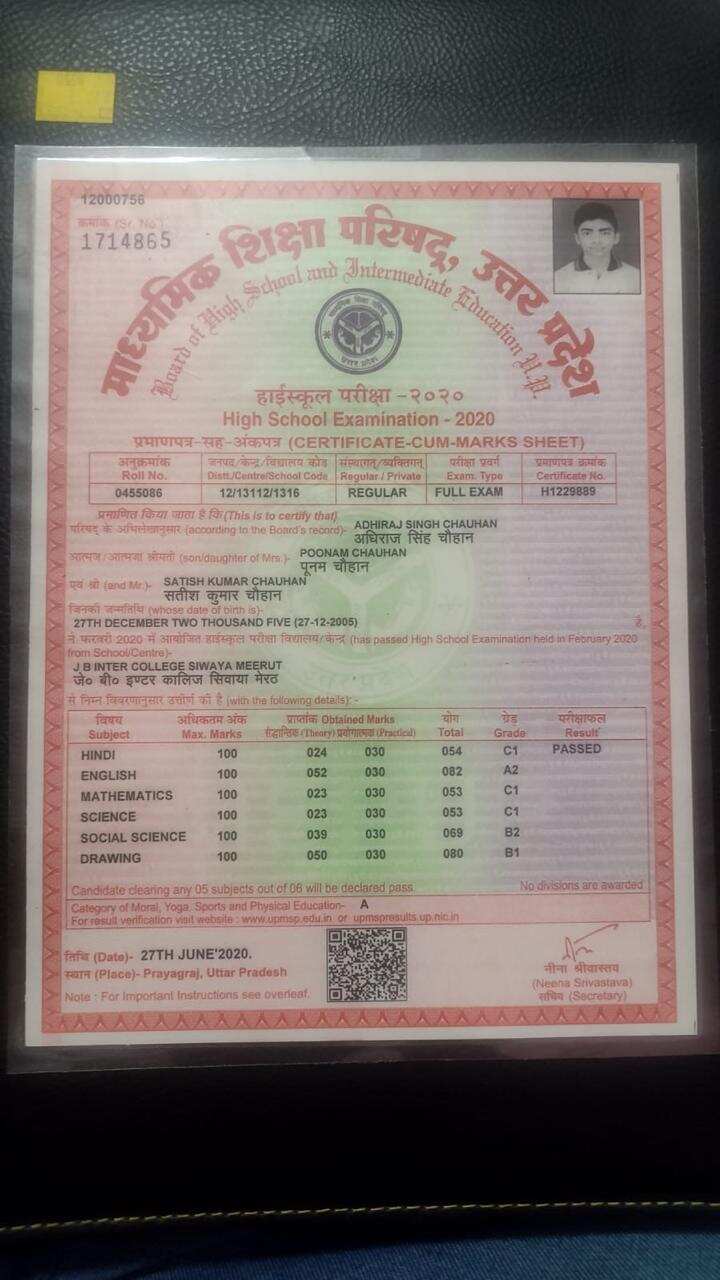 12000756
क्रमांक (Sr. No.)
1714865
माध्यमिक शिक्षा परिषद्, उत्तर प्रदेश
Board of High School and Intermediate Education U.P.
हाईस्कूल परीक्षा -२०२०
High School Examination - 2020
प्रमाणपत्र-सह-अंकपत्र (CERTIFICATE-CUM-MARKS SHEET)
अनुक्रमांक जनपद/केन्द्र/विद्यालय कोड संस्थागत/व्यक्तिगत परीक्षा प्रवर्ग प्रमाणपत्र क्रमांक
Roll No. Distt./Centre/School Code Regular / Private Exam. Type Certificate No.
0455086 12/13112/1316 REGULAR FULL EXAM H1229889
प्रमाणित किया जाता है कि (This is to certify that)
परिषद के अभिलेखानुसार (according to the Board's record)- ADHIRAJ SINGH CHAUHAN
अधिराज सिंह चौहान
आत्मज/आत्मजा श्रीमती (son/daughter of Mrs.)- POONAM CHAUHAN
पूनम चौहान
एवं श्री (and Mr.)- SATISH KUMAR CHAUHAN
सतीश कुमार चौहान
जिनकी जन्मतिथि (whose date of birth is)-
27TH DECEMBER TWO THOUSAND FIVE (27-12-2005) है,
ने फरवरी 2020 में आयोजित हाईस्कूल परीक्षा विद्यालय/केन्द्र (has passed High School Examination held in February 2020
from School/Centre)-
J B INTER COLLEGE SIWAYA MEERUT
जे० बी० इण्टर कालिज सिवाया मेरठ
से निम्न विवरणानुसार उत्तीर्ण की है (with the following details):-
विषय अधिकतम अंक प्राप्तांक Obtained Marks योग ग्रेड परीक्षाफल
Subject Max. Marks सैद्धान्तिक (Theory) प्रयोगात्मक (Practical) Total Grade Result
HINDI 100 024 030 054 C1 PASSED
ENGLISH 100 052 030 082 A2
MATHEMATICS 100 023 030 053 C1
SCIENCE 100 023 030 053 C1
SOCIAL SCIENCE 100 039 030 069 B2
DRAWING 100 050 030 080 B1
Candidate clearing any 05 subjects out of 06 will be declared pass. No divisions are awarded
Category of Moral, Yoga, Sports and Physical Education- A
For result verification visit website : www.upmsp.edu.in or upmspresults.up.nic.in
तिथि (Date)- 27TH JUNE'2020.
स्थान (Place)- Prayagraj, Uttar Pradesh
Note : For Important Instructions see overleaf.
नीना श्रीवास्तव
(Neena Srivastava)
सचिव (Secretary)